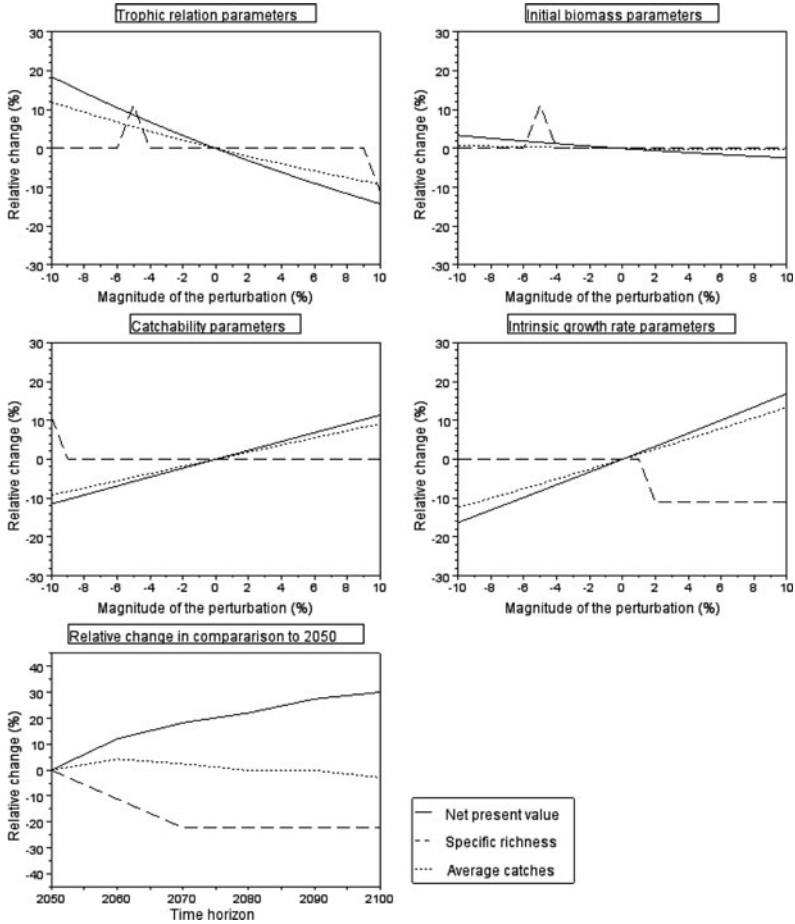 Trophic relation parameters
30
20
10
0
-10
-20
-30
Relative change (%)
-10 -8 -6 -4 -2 0 2 4 6 8 10
Magnitude of the perturbation (%)
Initial biomass parameters
30
20
10
0
-10
-20
-30
Relative change (%)
-10 -8 -6 -4 -2 0 2 4 6 8 10
Magnitude of the perturbation (%)
Catchability parameters
30
20
10
0
-10
-20
-30
Relative change (%)
-10 -8 -6 -4 -2 0 2 4 6 8 10
Magnitude of the perturbation (%)
Intrinsic growth rate parameters
30
20
10
0
-10
-20
-30
Relative change (%)
-10 -8 -6 -4 -2 0 2 4 6 8 10
Magnitude of the perturbation (%)
Relative change in compararison to 2050
40
30
20
10
0
-10
-20
-30
-40
Relative change (%)
2050 2060 2070 2080 2090 2100
Time horizon
Net present value
Specific richness
Average catches